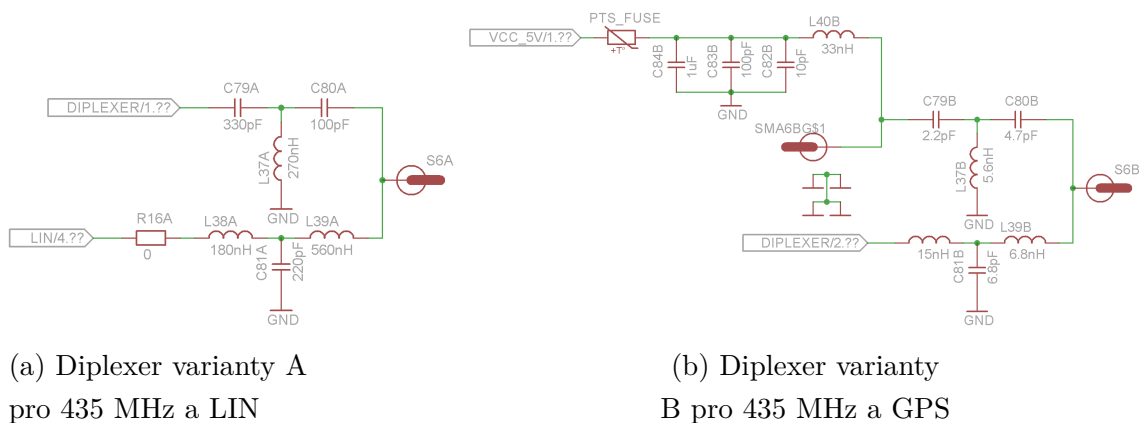 PTS_FUSE
VCC_5V/1.??
+T°
C84B
1uF
C83B
100pF
C82B
10pF
L40B
33nH
GND
C79A
C80A
DIPLEXER/1.??
330pF
100pF
L37A
270nH
GND
S6A
R16A
L38A
L39A
LIN/4.??
0
180nH
560nH
C81A
220pF
GND
SMA6BG$1
C79B
C80B
2.2pF
4.7pF
L37B
5.6nH
GND
S6B
DIPLEXER/2.??
L39B
15nH
6.8nH
C81B
6.8pF
GND
(a) Diplexer varianty A
pro 435 MHz a LIN
(b) Diplexer varianty
B pro 435 MHz a GPS